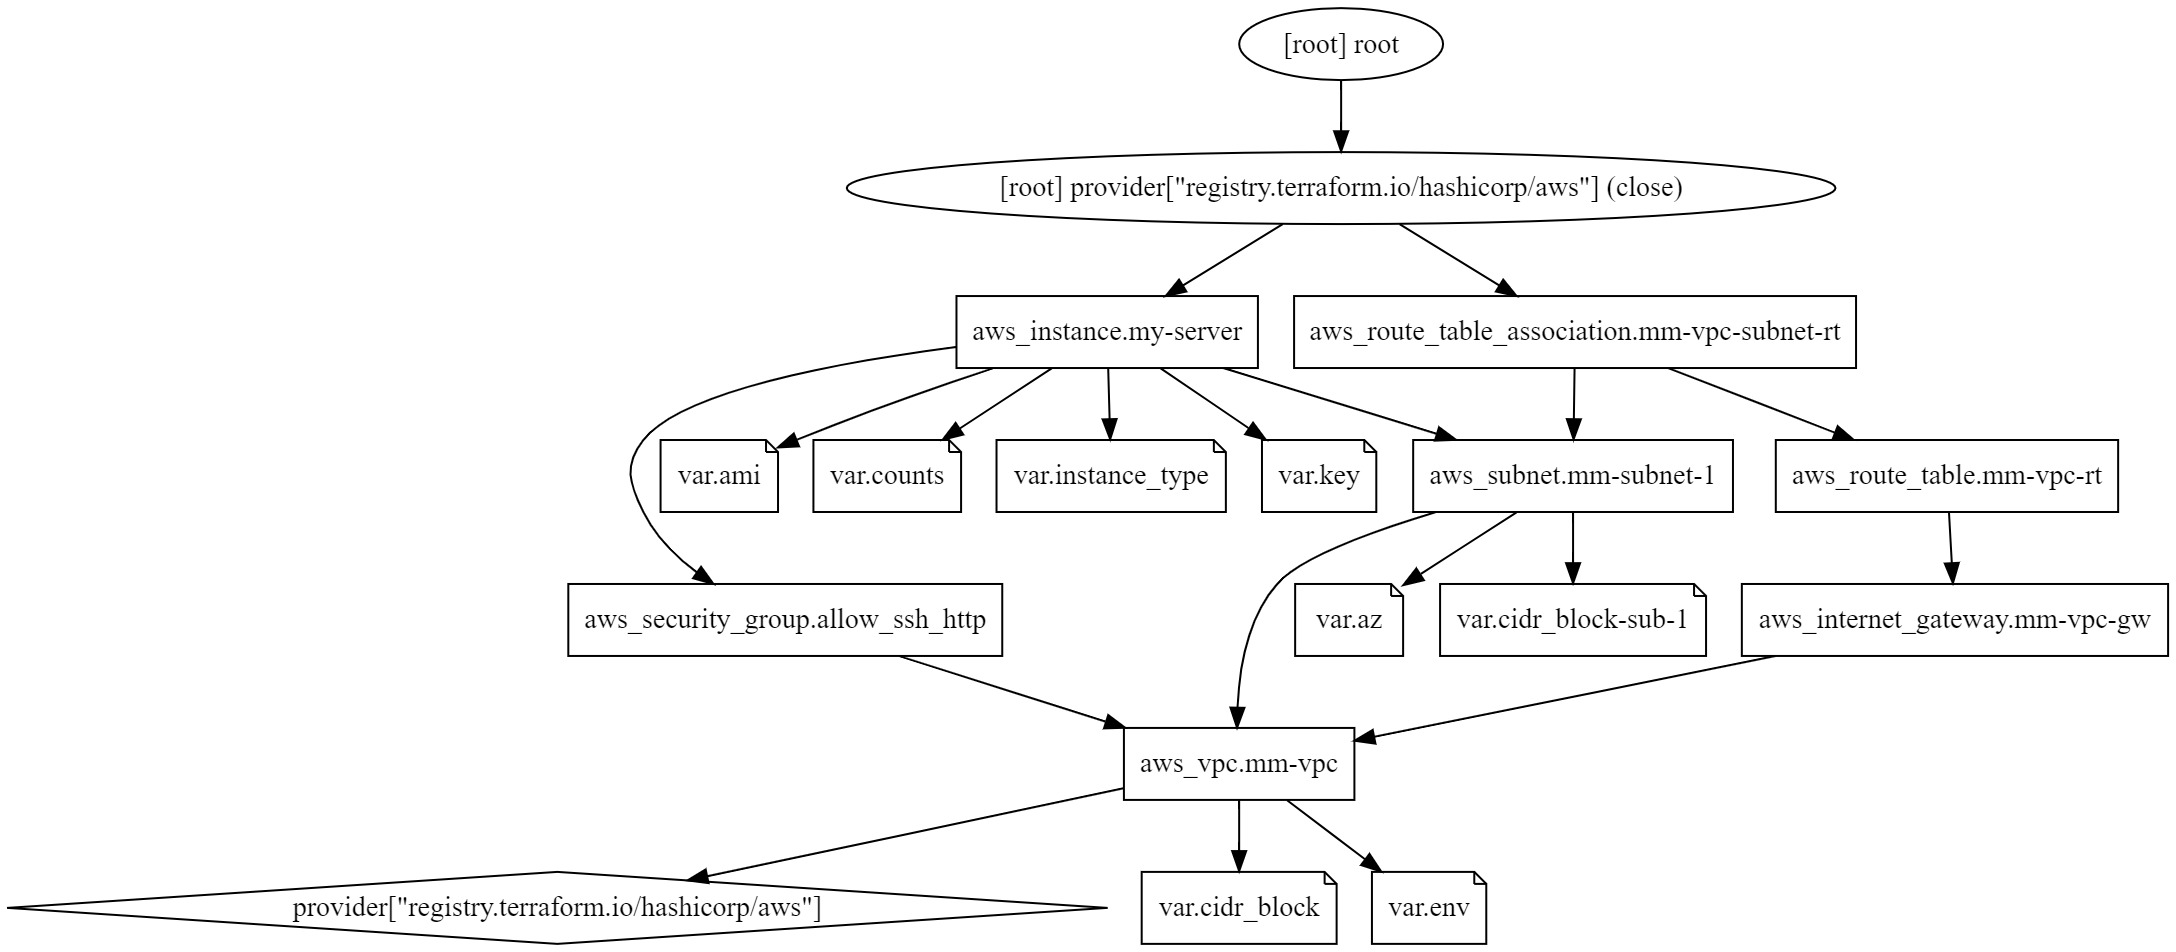 [root] root
[root] provider["registry.terraform.io/hashicorp/aws"] (close)
aws_instance.my-server
aws_route_table_association.mm-vpc-subnet-rt
var.ami
var.counts
var.instance_type
var.key
aws_subnet.mm-subnet-1
aws_route_table.mm-vpc-rt
aws_security_group.allow_ssh_http
var.az
var.cidr_block-sub-1
aws_internet_gateway.mm-vpc-gw
aws_vpc.mm-vpc
provider["registry.terraform.io/hashicorp/aws"]
var.cidr_block
var.env